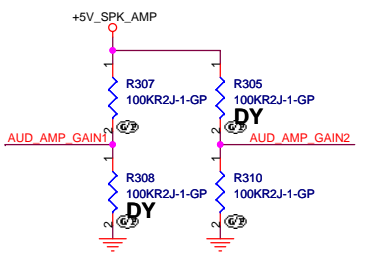 +5V_SPK_AMP
1 1
R307 R305
100KR2J-1-GP 100KR2J-1-GP
DY
2 G/P 2 G/P
AUD_AMP_GAIN1 AUD_AMP_GAIN2
1 1
R308 R310
100KR2J-1-GP 100KR2J-1-GP
DY
2 G/P 2 G/P